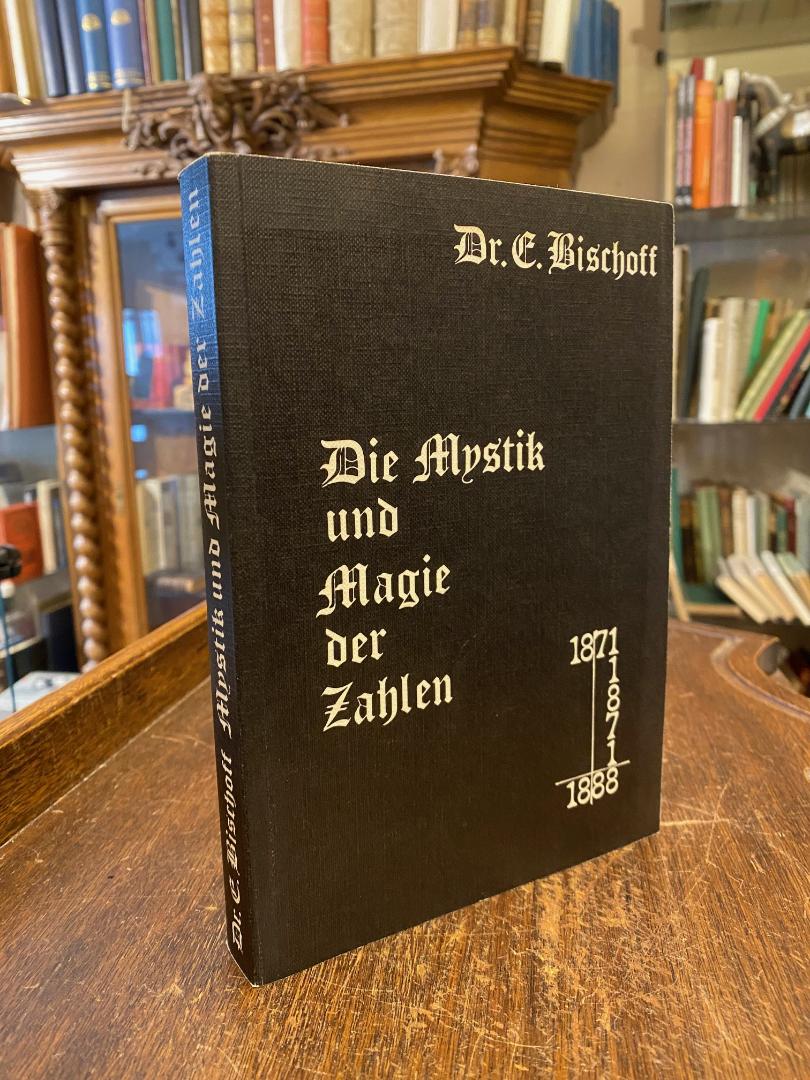 Dr. E. Bischoff
Die Mystik
und
Magie
der
Zahlen
1871
1
8
7
1
1888
Dr. E. Bischoff Mystik und Magie der Zahlen